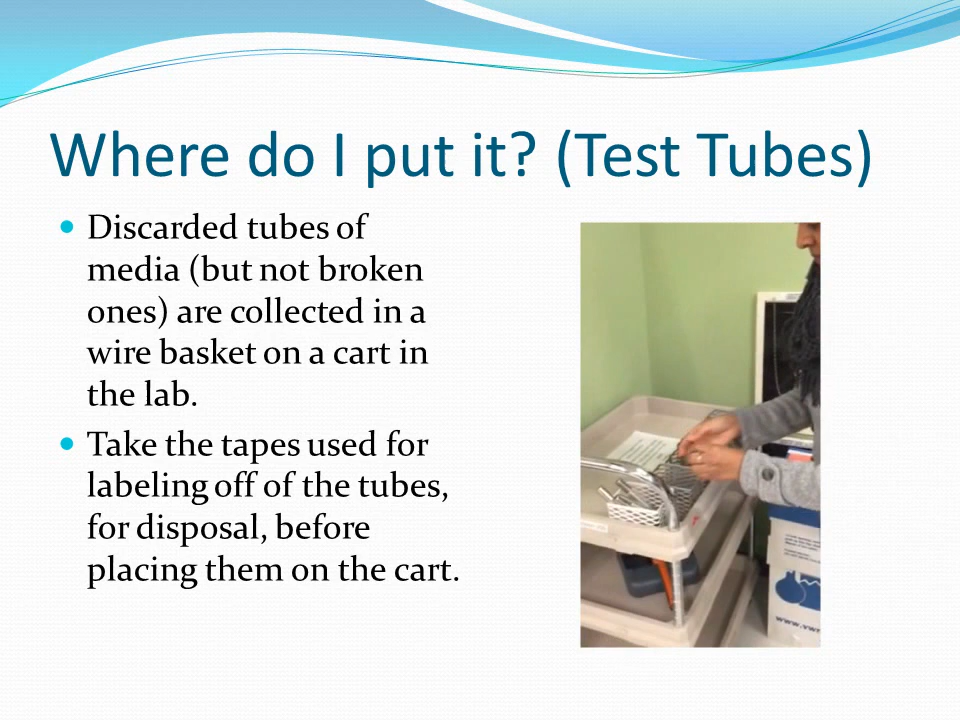 Where do I put it? (Test Tubes)
Discarded tubes of
media (but not broken
ones) are collected in a
wire basket on a cart in
the lab.
Take the tapes used for
labeling off of the tubes,
for disposal, before
placing them on the cart.
www.vwr